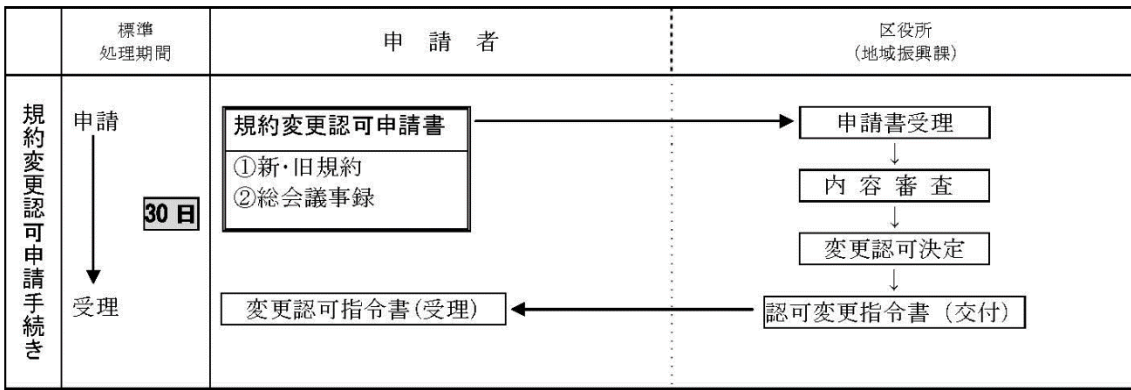 標準
処理期間
申 請 者
区役所
(地域振興課)
規約変更認可申請手続き
申請
30 日
受理
規約変更認可申請書
①新・旧規約
②総会議事録
変更認可指令書(受理)
申請書受理
↓
内 容 審 査
↓
変更認可決定
↓
認可変更指令書（交付）